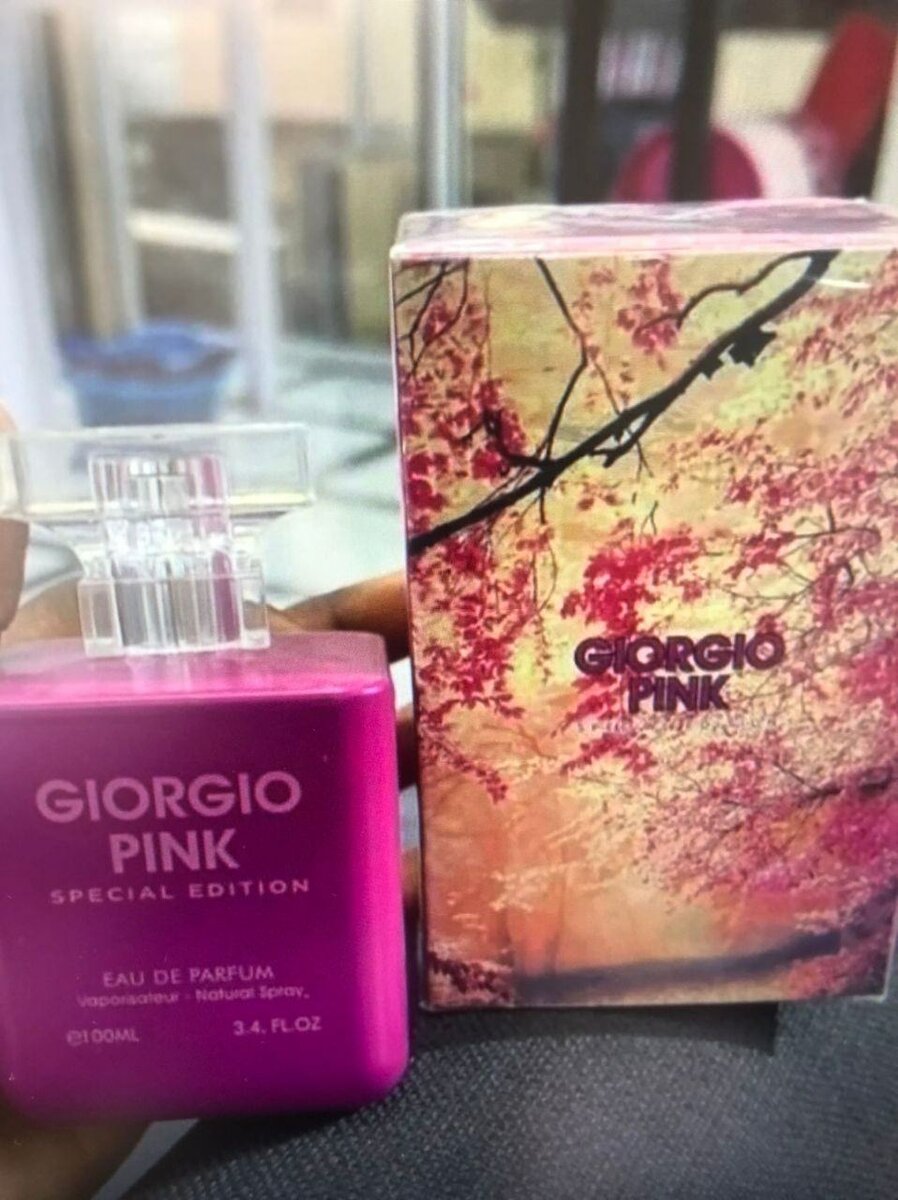 GIORGIO
PINK
SPECIAL EDITION
EAU DE PARFUM
Vaporisateur - Natural Spray
℮100ML
3.4. FL.OZ
GIORGIO
PINK